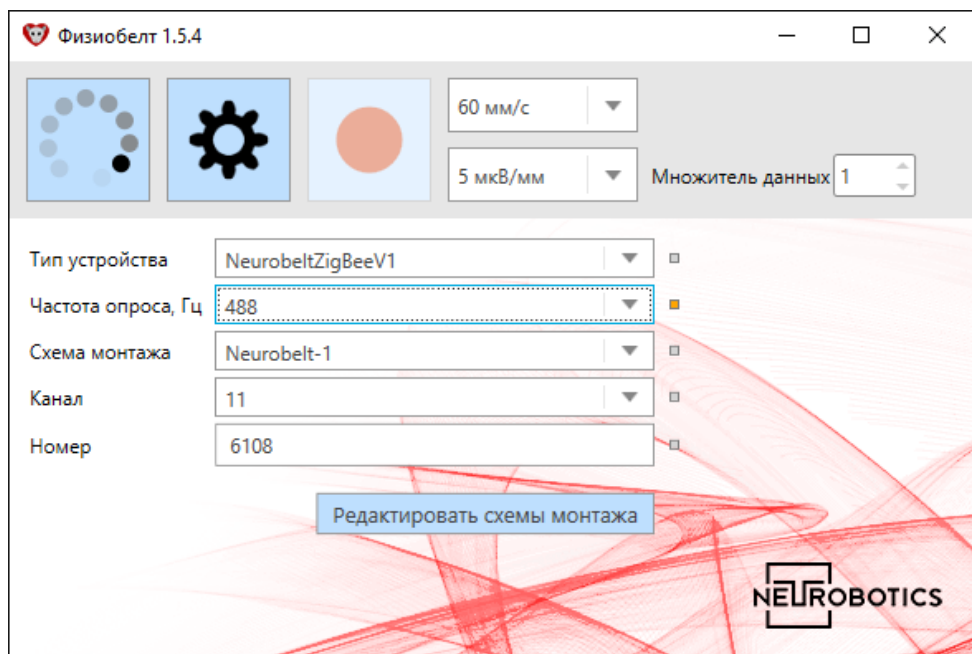 Физиобелт 1.5.4
60 мм/с
5 мкВ/мм
Множитель данных 1
Тип устройства NeurobeltZigBeeV1
Частота опроса, Гц 488
Схема монтажа Neurobelt-1
Канал 11
Номер 6108
Редактировать схемы монтажа
NEUROBOTICS